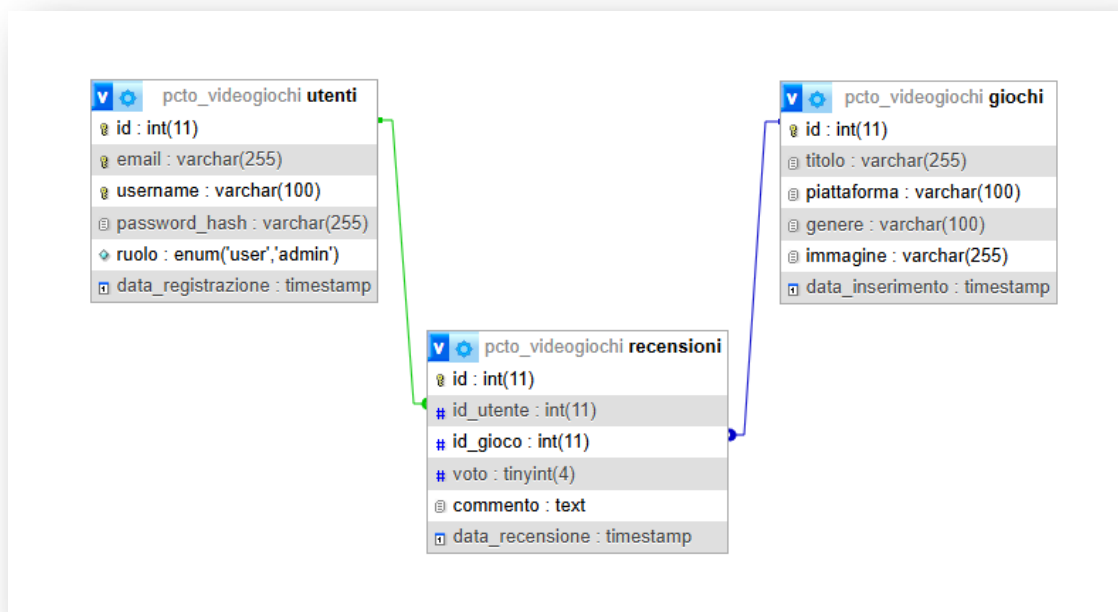 v pcto_videogiochi utenti
id : int(11)
email : varchar(255)
username : varchar(100)
password_hash : varchar(255)
ruolo : enum('user','admin')
data_registrazione : timestamp
v pcto_videogiochi giochi
id : int(11)
titolo : varchar(255)
piattaforma : varchar(100)
genere : varchar(100)
immagine : varchar(255)
data_inserimento : timestamp
v pcto_videogiochi recensioni
id : int(11)
# id_utente : int(11)
# id_gioco : int(11)
# voto : tinyint(4)
commento : text
data_recensione : timestamp